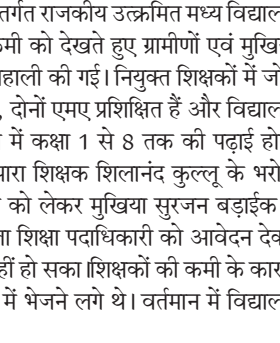 तर्गत राजकीय उत्क्रमित मध्य विद्याल
मी को देखते हुए ग्रामीणों एवं मुखि
हाली की गई। नियुक्त शिक्षकों में जो
, दोनों एमए प्रशिक्षित हैं और विद्याल
में कक्षा 1 से 8 तक की पढ़ाई हो
पारा शिक्षक शिलानंद कुल्लू के भरो
को लेकर मुखिया सुरजन बड़ाईक
ा शिक्षा पदाधिकारी को आवेदन देक
हीं हो सका।शिक्षकों की कमी के कार
में भेजने लगे थे। वर्तमान में विद्याल